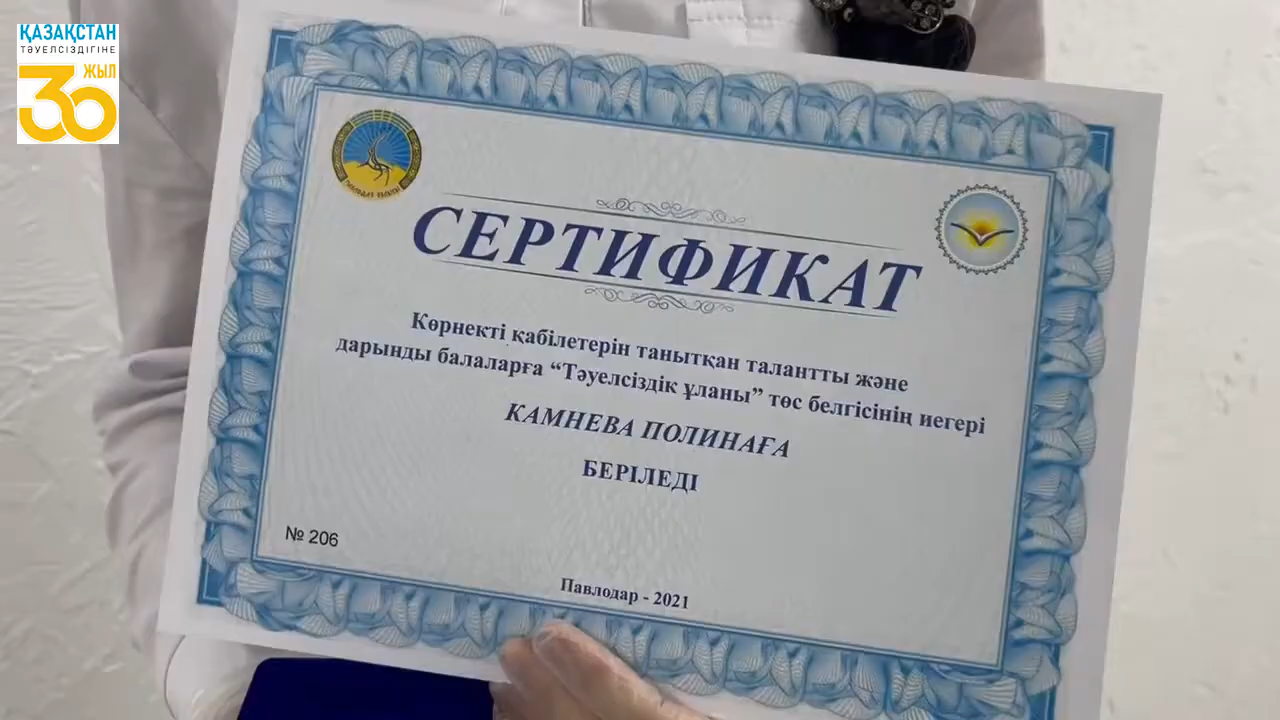 ҚАЗАҚСТАН
ТӘУЕЛСІЗДІГІНЕ
30 ЖЫЛ
СЕРТИФИКАТ
Көрнекті қабілетерін танытқан талантты және
дарынды балаларға “Тәуелсіздік ұланы” төс белгісінің иегері
КАМНЕВА ПОЛИНАҒА
БЕРІЛЕДІ
№ 206
Павлодар - 2021